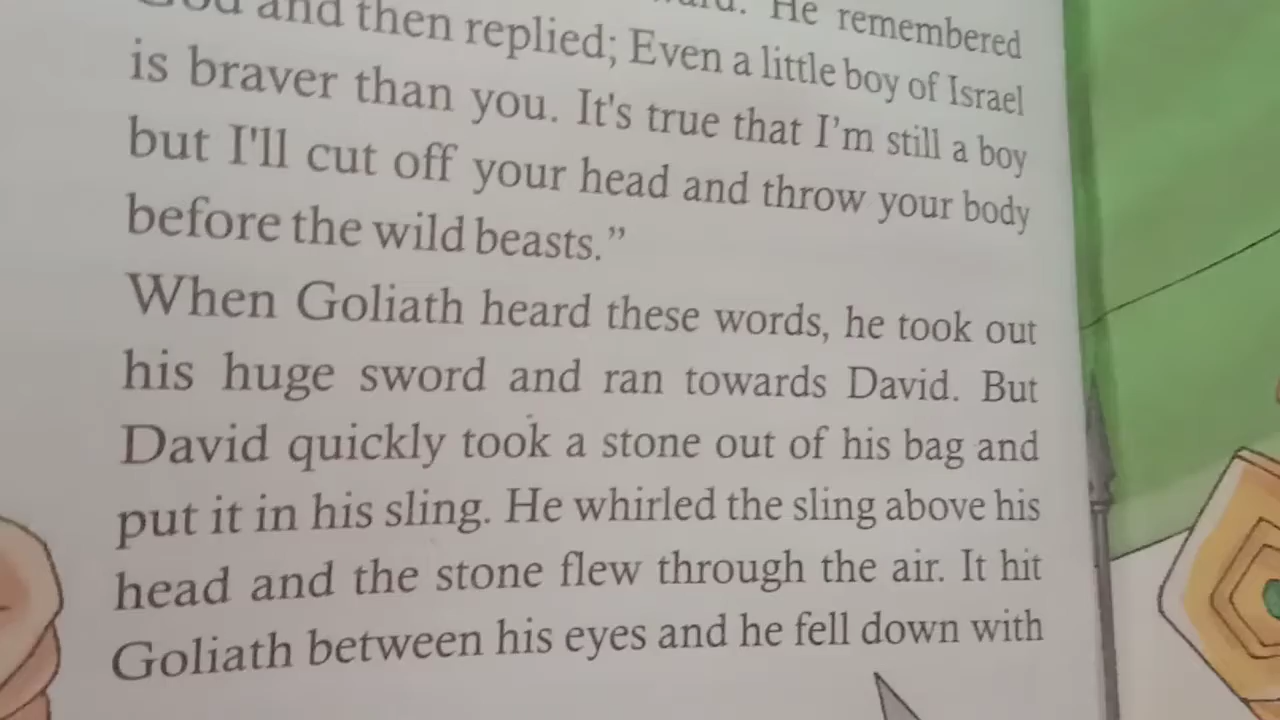 God and then replied; Even a little boy of Israel He remembered
is braver than you. It's true that I'm still a boy
but I'll cut off your head and throw your body
before the wild beasts.”
When Goliath heard these words, he took out
his huge sword and ran towards David. But
David quickly took a stone out of his bag and
put it in his sling. He whirled the sling above his
head and the stone flew through the air. It hit
Goliath between his eyes and he fell down with